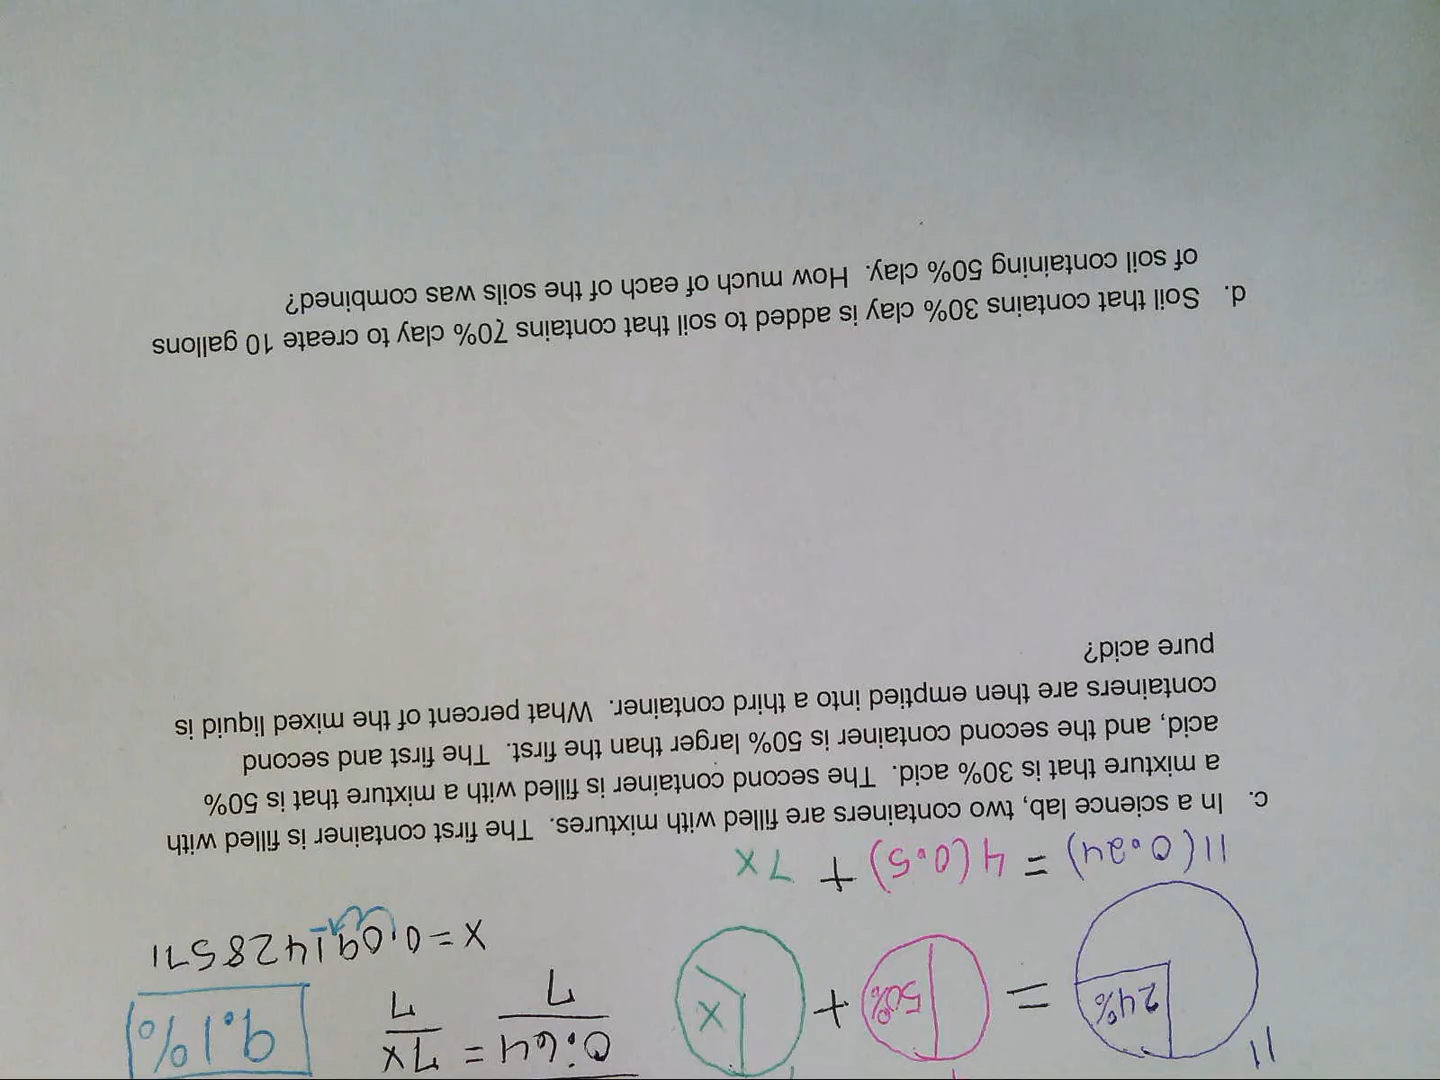 11
24%
=
50%
+
x
0.64 = 7x
7 7
9.1%
x = 0.091428571
11(0.24) = 4(0.5) + 7x
c. In a science lab, two containers are filled with mixtures. The first container is filled with
a mixture that is 30% acid. The second container is filled with a mixture that is 50%
acid, and the second container is 50% larger than the first. The first and second
containers are then emptied into a third container. What percent of the mixed liquid is
pure acid?
d. Soil that contains 30% clay is added to soil that contains 70% clay to create 10 gallons
of soil containing 50% clay. How much of each of the soils was combined?